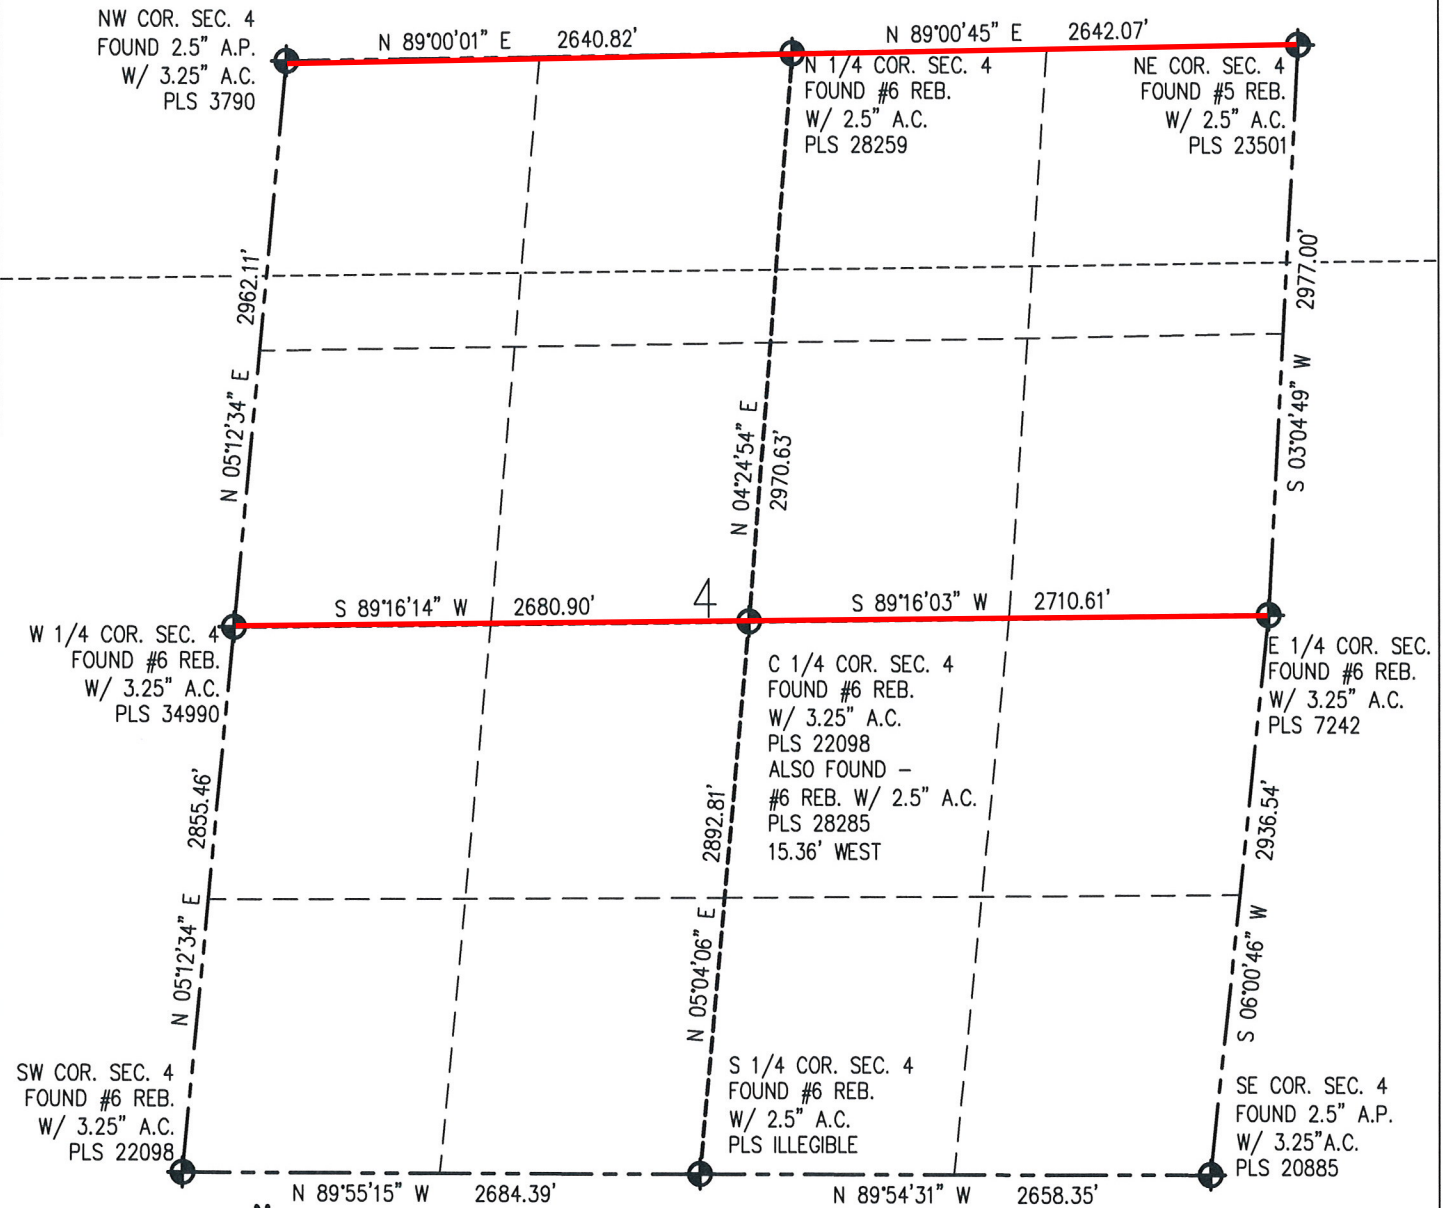 NW COR. SEC. 4
FOUND 2.5" A.P.
W/ 3.25" A.C.
PLS 3790
N 89°00'01" E 2640.82'
N 89°00'45" E 2642.07'
N 1/4 COR. SEC. 4
FOUND #6 REB.
W/ 2.5" A.C.
PLS 28259
NE COR. SEC. 4
FOUND #5 REB.
W/ 2.5" A.C.
PLS 23501
N 05°12'34" E 2962.11'
N 04°24'54" E
2970.63'
S 03°04'49" W 2977.00'
S 89°16'14" W 2680.90'
4
S 89°16'03" W 2710.61'
W 1/4 COR. SEC. 4
FOUND #6 REB.
W/ 3.25" A.C.
PLS 34990
C 1/4 COR. SEC. 4
FOUND #6 REB.
W/ 3.25" A.C.
PLS 22098
ALSO FOUND –
#6 REB. W/ 2.5" A.C.
PLS 28285
15.36' WEST
E 1/4 COR. SEC.
FOUND #6 REB.
W/ 3.25" A.C.
PLS 7242
N 05°12'34" E 2855.46'
N 05°04'06" E 2892.81'
S 06°00'46" W 2936.54'
SW COR. SEC. 4
FOUND #6 REB.
W/ 3.25" A.C.
PLS 22098
S 1/4 COR. SEC. 4
FOUND #6 REB.
W/ 2.5" A.C.
PLS ILLEGIBLE
SE COR. SEC. 4
FOUND 2.5" A.P.
W/ 3.25"A.C.
PLS 20885
N 89°55'15" W 2684.39'
N 89°54'31" W 2658.35'